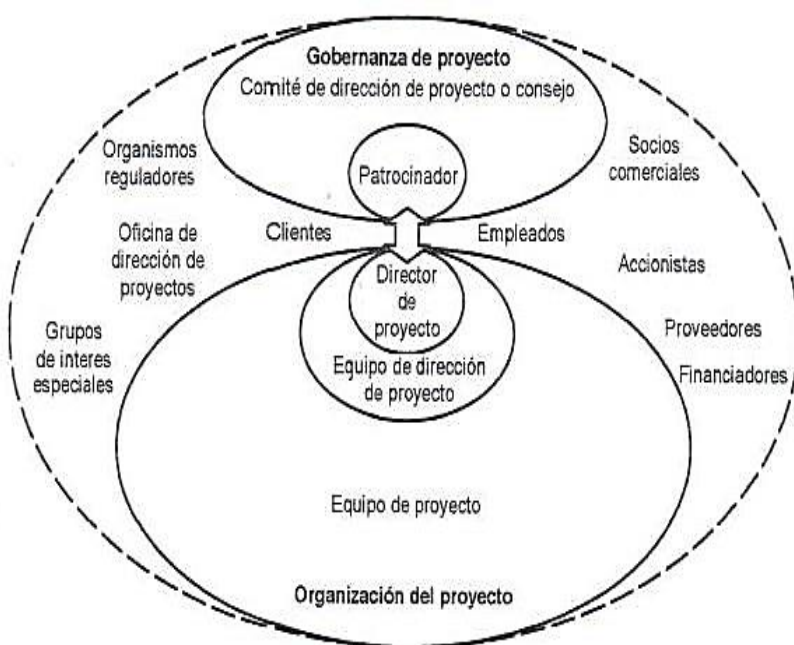 Gobernanza de proyecto
Comité de dirección de proyecto o consejo
Organismos
reguladores
Socios
comerciales
Patrocinador
Oficina de
dirección de
proyectos
Clientes
Empleados
Accionistas
Director
de
proyecto
Grupos
de interes
especiales
Proveedores
Equipo de dirección
de proyecto
Financiadores
Equipo de proyecto
Organización del proyecto